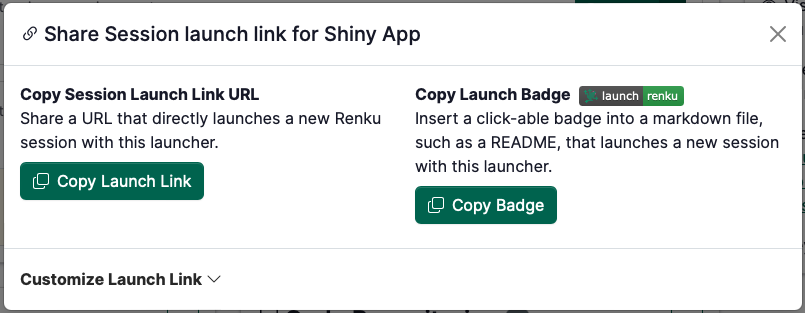 Share Session launch link for Shiny App
Copy Session Launch Link URL
Share a URL that directly launches a new Renku
session with this launcher.
Copy Launch Link
Copy Launch Badge launch renku
Insert a click-able badge into a markdown file,
such as a README, that launches a new session
with this launcher.
Copy Badge
Customize Launch Link